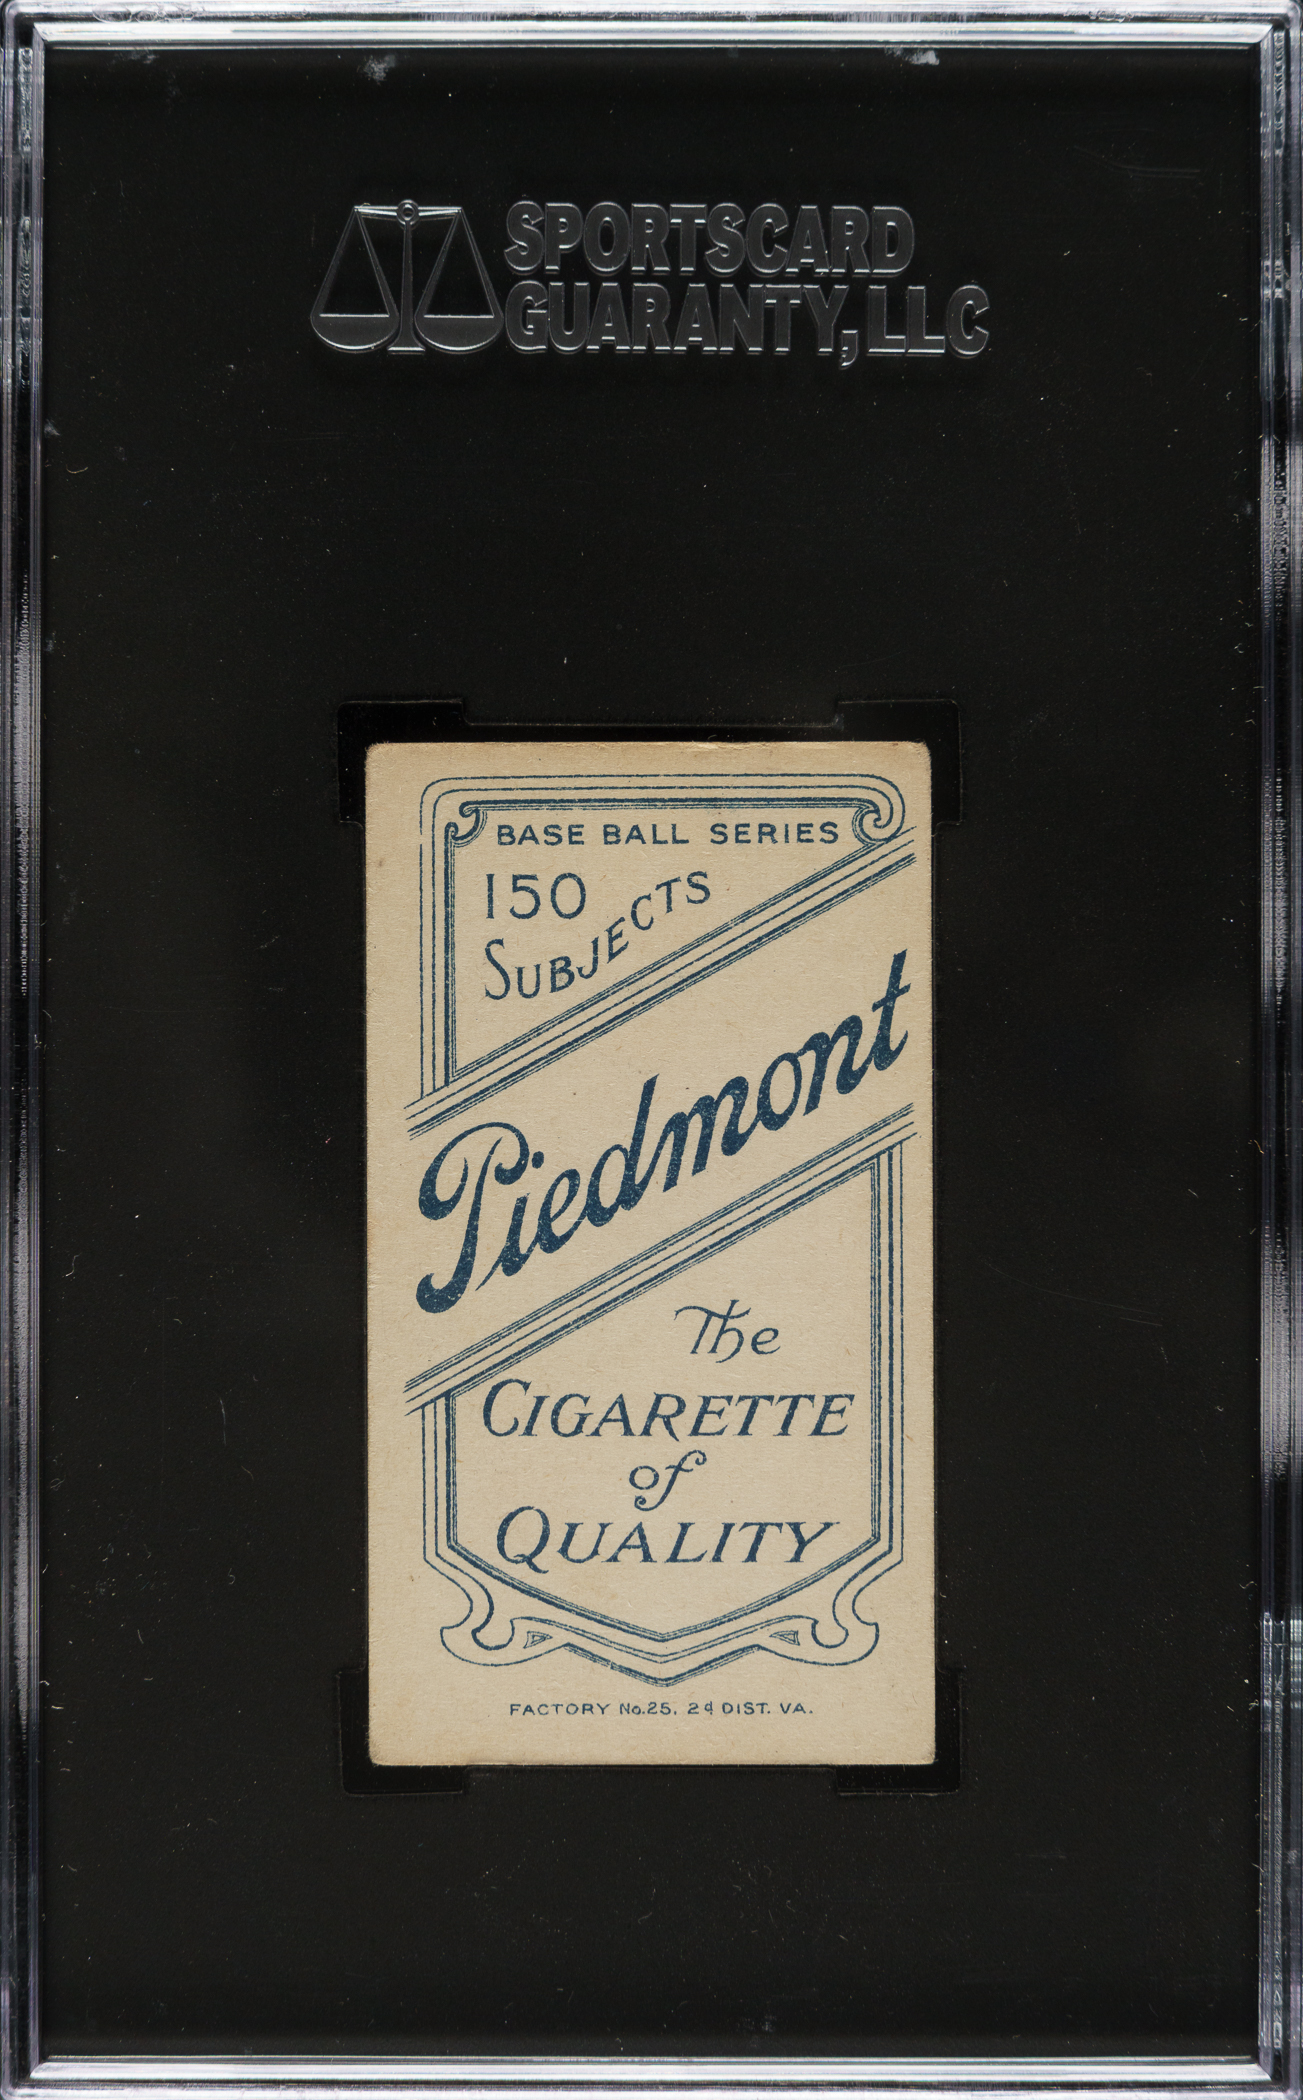 SPORTSCARD
GUARANTY, LLC
BASE BALL SERIES
150
SUBJECTS
Piedmont
The
CIGARETTE
of
QUALITY
FACTORY No.25, 2d DIST. VA.